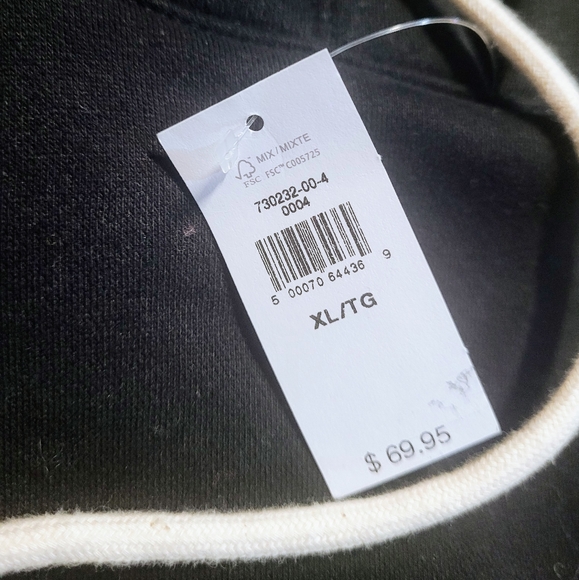 MIX/MIXTE
FSC FSC™ C005725
730232-00-4
0004
5 00070 64436 9
XL/TG
$ 69.95